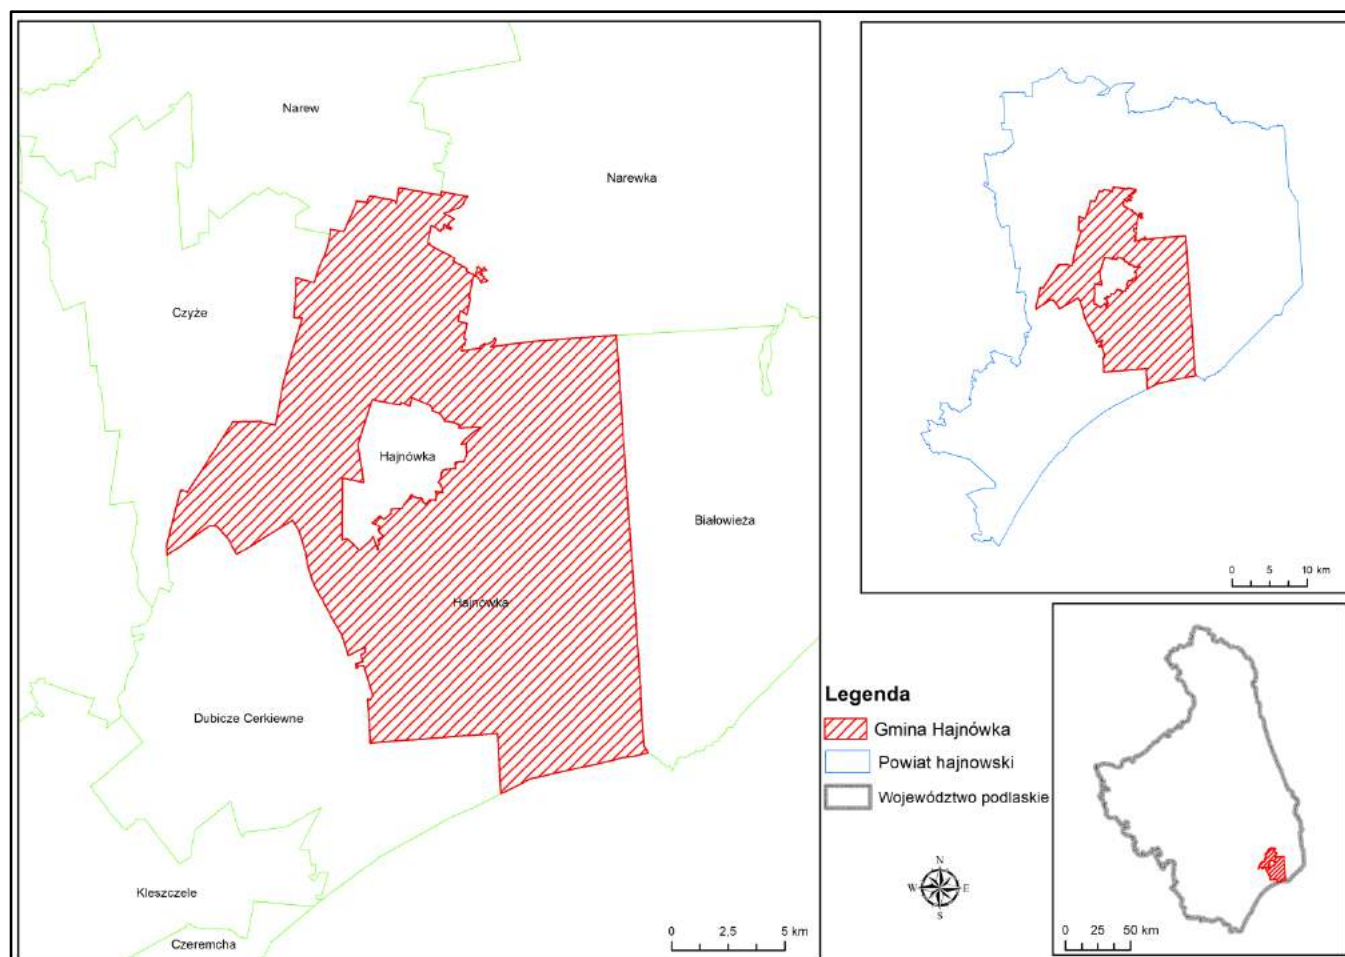 Narew
Narewka
Czyże
Hajnówka
Białowieża
Hajnówka
Dubicze Cerkiewne
Kleszczele
Czeremcha
0 2,5 5 km
0 5 10 km
Legenda
Gmina Hajnówka
Powiat hajnowski
Województwo podlaskie
N
W E
S
0 25 50 km